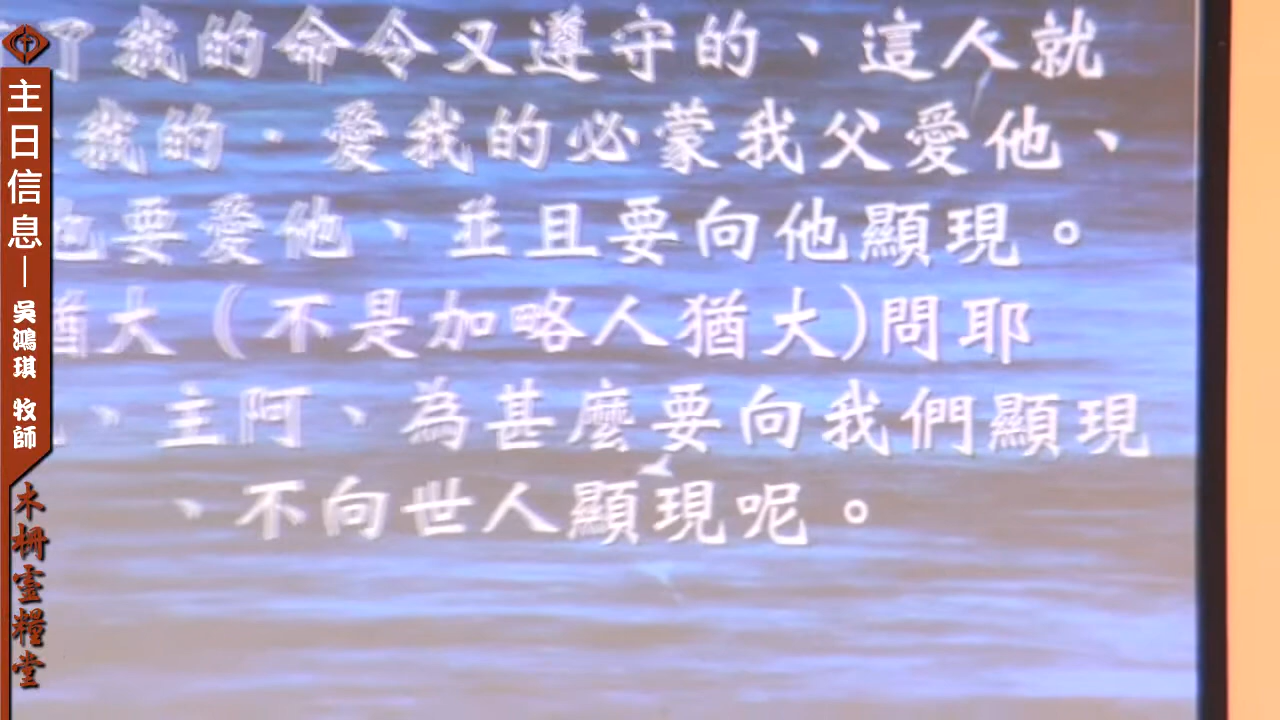 了我的命令又遵守的、這人就
我的．愛我的必蒙我父愛他、
也要愛他、並且要向他顯現。
猶大(不是加略人猶大)問耶
、主阿、為甚麼要向我們顯現
、不向世人顯現呢。
主日信息—吳鴻琪 牧師
木柵靈糧堂